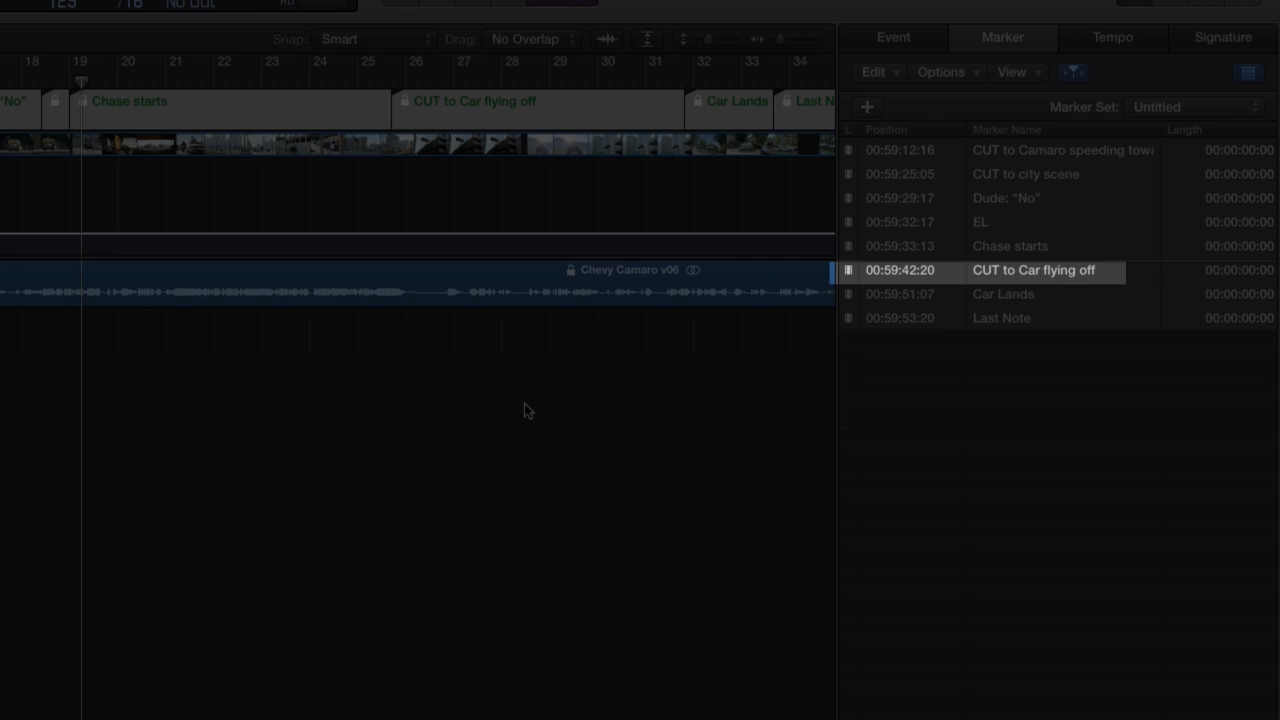 129 /16 No Out HD
Snap: Smart Drag: No Overlap
18 19 20 21 22 23 24 25 26 27 28 29 30 31 32 33 34
"No" Chase starts CUT to Car flying off Car Lands Last N
Chevy Camaro v06
Event Marker Tempo Signature
Edit Options View
+ Marker Set: Untitled
L Position Marker Name Length
00:59:12:16 CUT to Camaro speeding towa 00:00:00:00
00:59:25:05 CUT to city scene 00:00:00:00
00:59:29:17 Dude: “No” 00:00:00:00
00:59:32:17 EL 00:00:00:00
00:59:33:13 Chase starts 00:00:00:00
00:59:42:20 CUT to Car flying off 00:00:00:00
00:59:51:07 Car Lands 00:00:00:00
00:59:53:20 Last Note 00:00:00:00